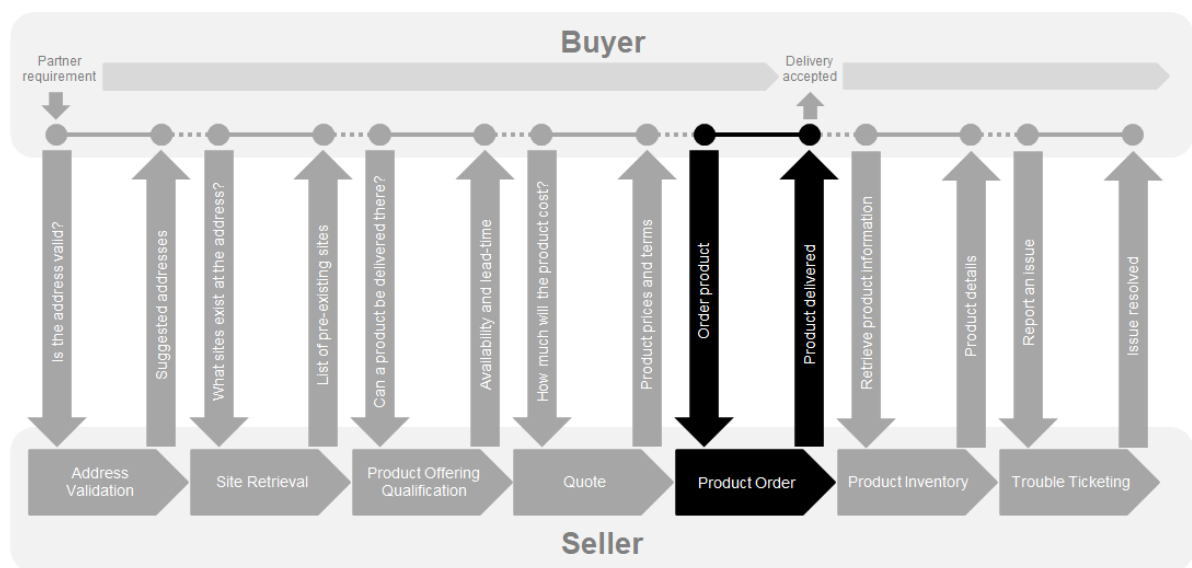 Buyer
Partner
requirement
Delivery
accepted
Is the address valid?
Suggested addresses
What sites exist at the address?
List of pre-existing sites
Can a product be delivered there?
Availability and lead-time
How much will the product cost?
Product prices and terms
Order product
Product delivered
Retrieve product information
Product details
Report an issue
Issue resolved
Address
Validation
Site Retrieval
Product Offering
Qualification
Quote
Product Order
Product Inventory
Trouble Ticketing
Seller